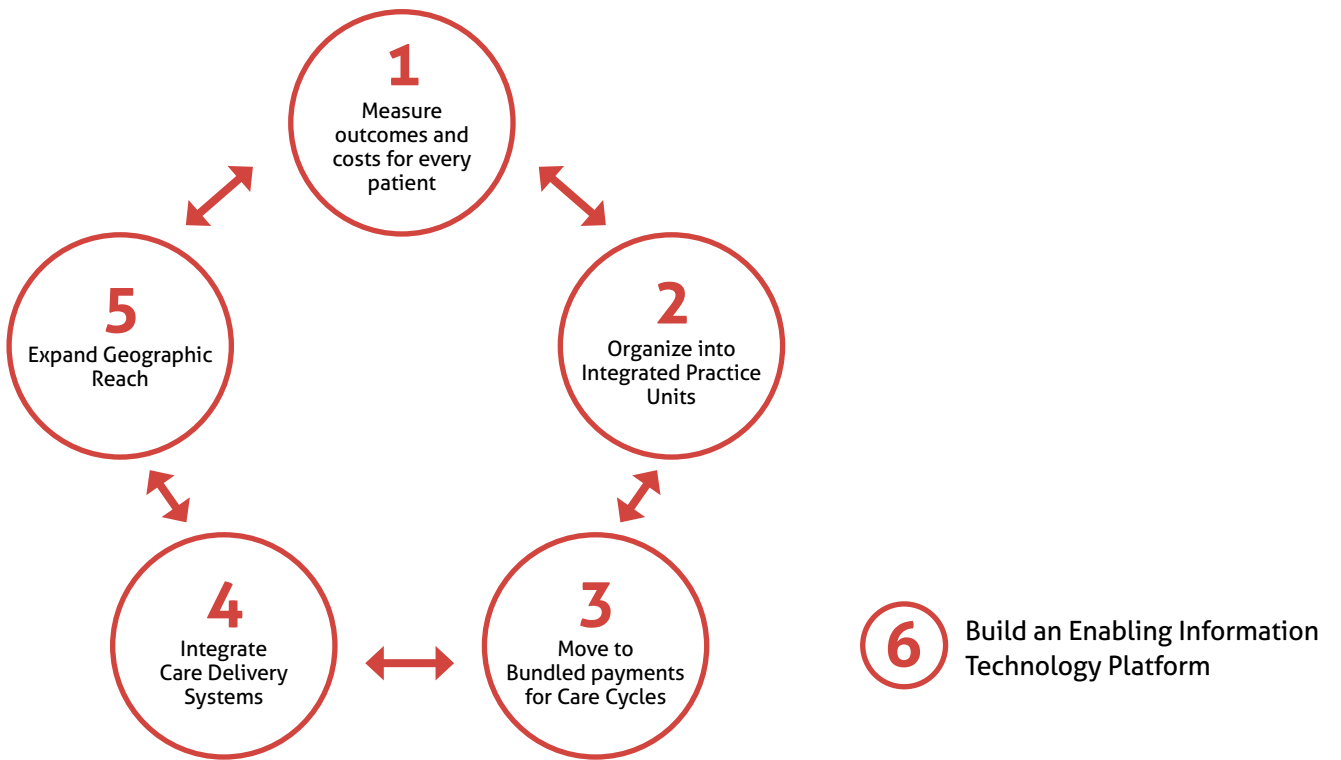 1
Measure
outcomes and
costs for every
patient
2
Organize into
Integrated Practice
Units
3
Move to
Bundled payments
for Care Cycles
4
Integrate
Care Delivery
Systems
5
Expand Geographic
Reach
6
Build an Enabling Information
Technology Platform